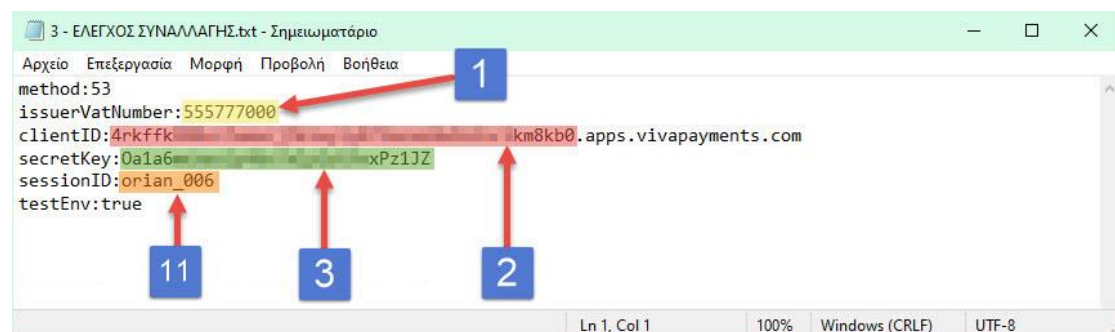 3 - ΕΛΕΓΧΟΣ ΣΥΝΑΛΛΑΓΗΣ.txt - Σημειωματάριο
Αρχείο Επεξεργασία Μορφή Προβολή Βοήθεια
1
method:53
issuerVatNumber:555777000
clientID:4rkffk km8kb0.apps.vivapayments.com
secretKey:0a1a6 xPz1JZ
sessionID:orian_006
testEnv:true
11 3 2
Ln 1, Col 1 100% Windows (CRLF) UTF-8